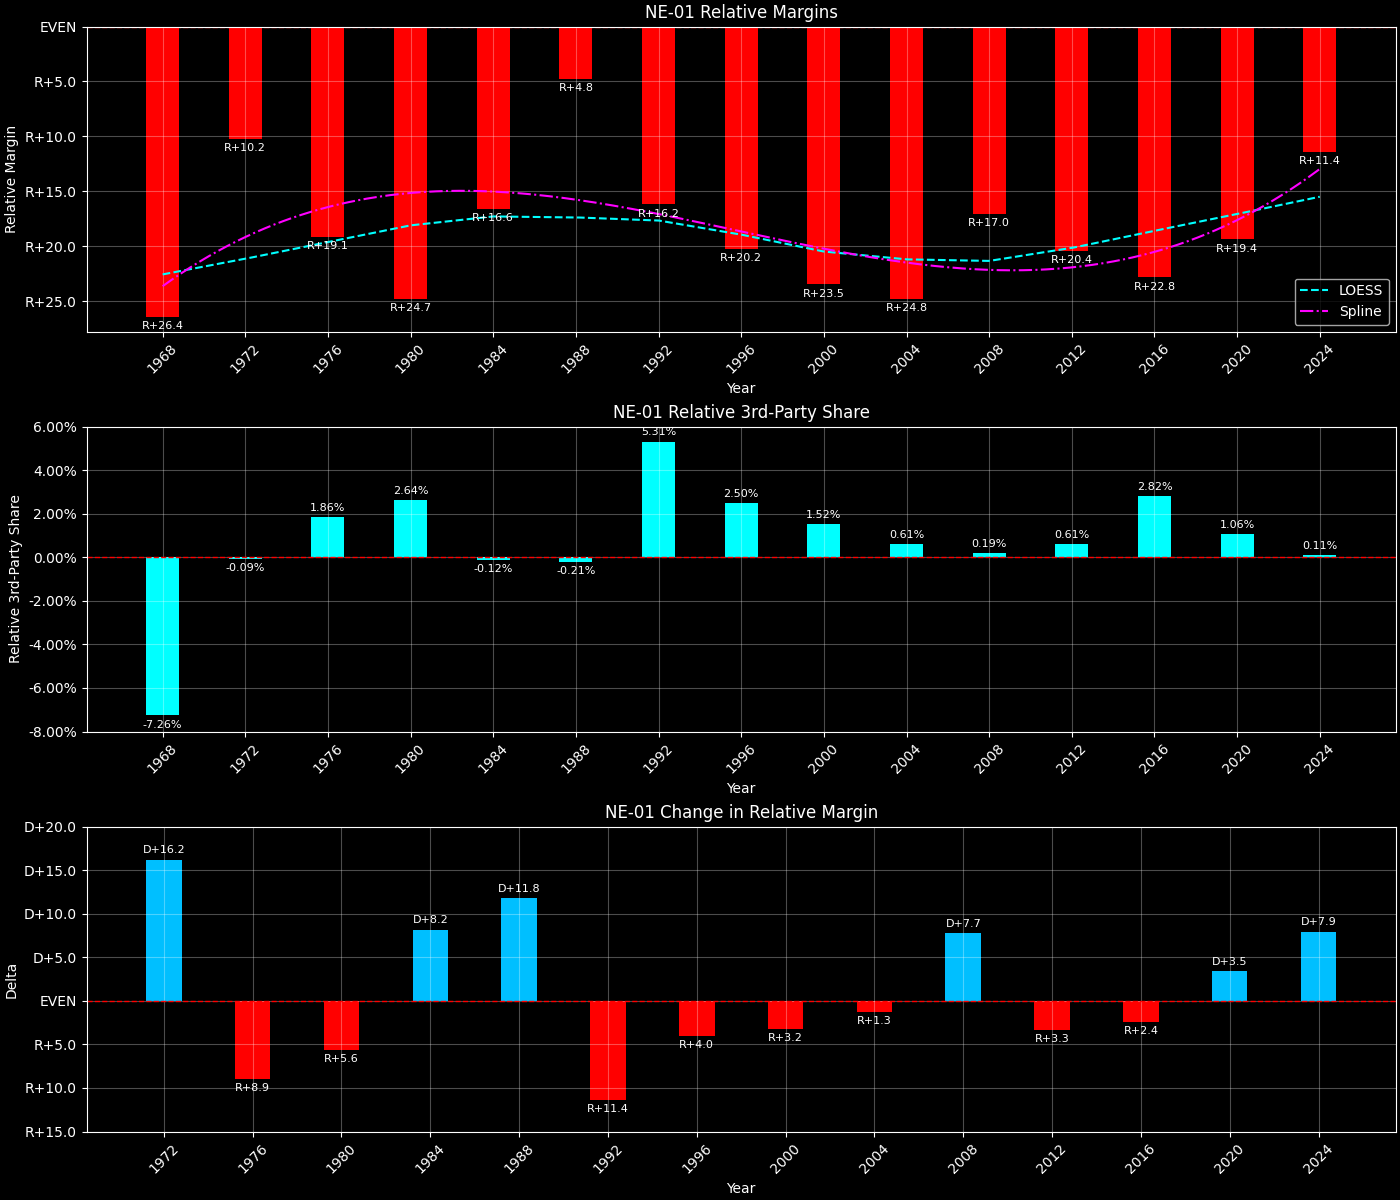 NE-01 Relative Margins
Relative Margin
EVEN
R+5.0
R+10.0
R+15.0
R+20.0
R+25.0
R+26.4
R+10.2
R+19.1
R+24.7
R+16.6
R+4.8
R+16.2
R+20.2
R+23.5
R+24.8
R+17.0
R+20.4
R+22.8
R+19.4
R+11.4
LOESS
Spline
1968
1972
1976
1980
1984
1988
1992
1996
2000
2004
2008
2012
2016
2020
2024
Year
NE-01 Relative 3rd-Party Share
Relative 3rd-Party Share
6.00%
4.00%
2.00%
0.00%
-2.00%
-4.00%
-6.00%
-8.00%
-7.26%
-0.09%
1.86%
2.64%
-0.12%
-0.21%
5.31%
2.50%
1.52%
0.61%
0.19%
0.61%
2.82%
1.06%
0.11%
1968
1972
1976
1980
1984
1988
1992
1996
2000
2004
2008
2012
2016
2020
2024
Year
NE-01 Change in Relative Margin
Delta
D+20.0
D+15.0
D+10.0
D+5.0
EVEN
R+5.0
R+10.0
R+15.0
D+16.2
R+8.9
R+5.6
D+8.2
D+11.8
R+11.4
R+4.0
R+3.2
R+1.3
D+7.7
R+3.3
R+2.4
D+3.5
D+7.9
1972
1976
1980
1984
1988
1992
1996
2000
2004
2008
2012
2016
2020
2024
Year